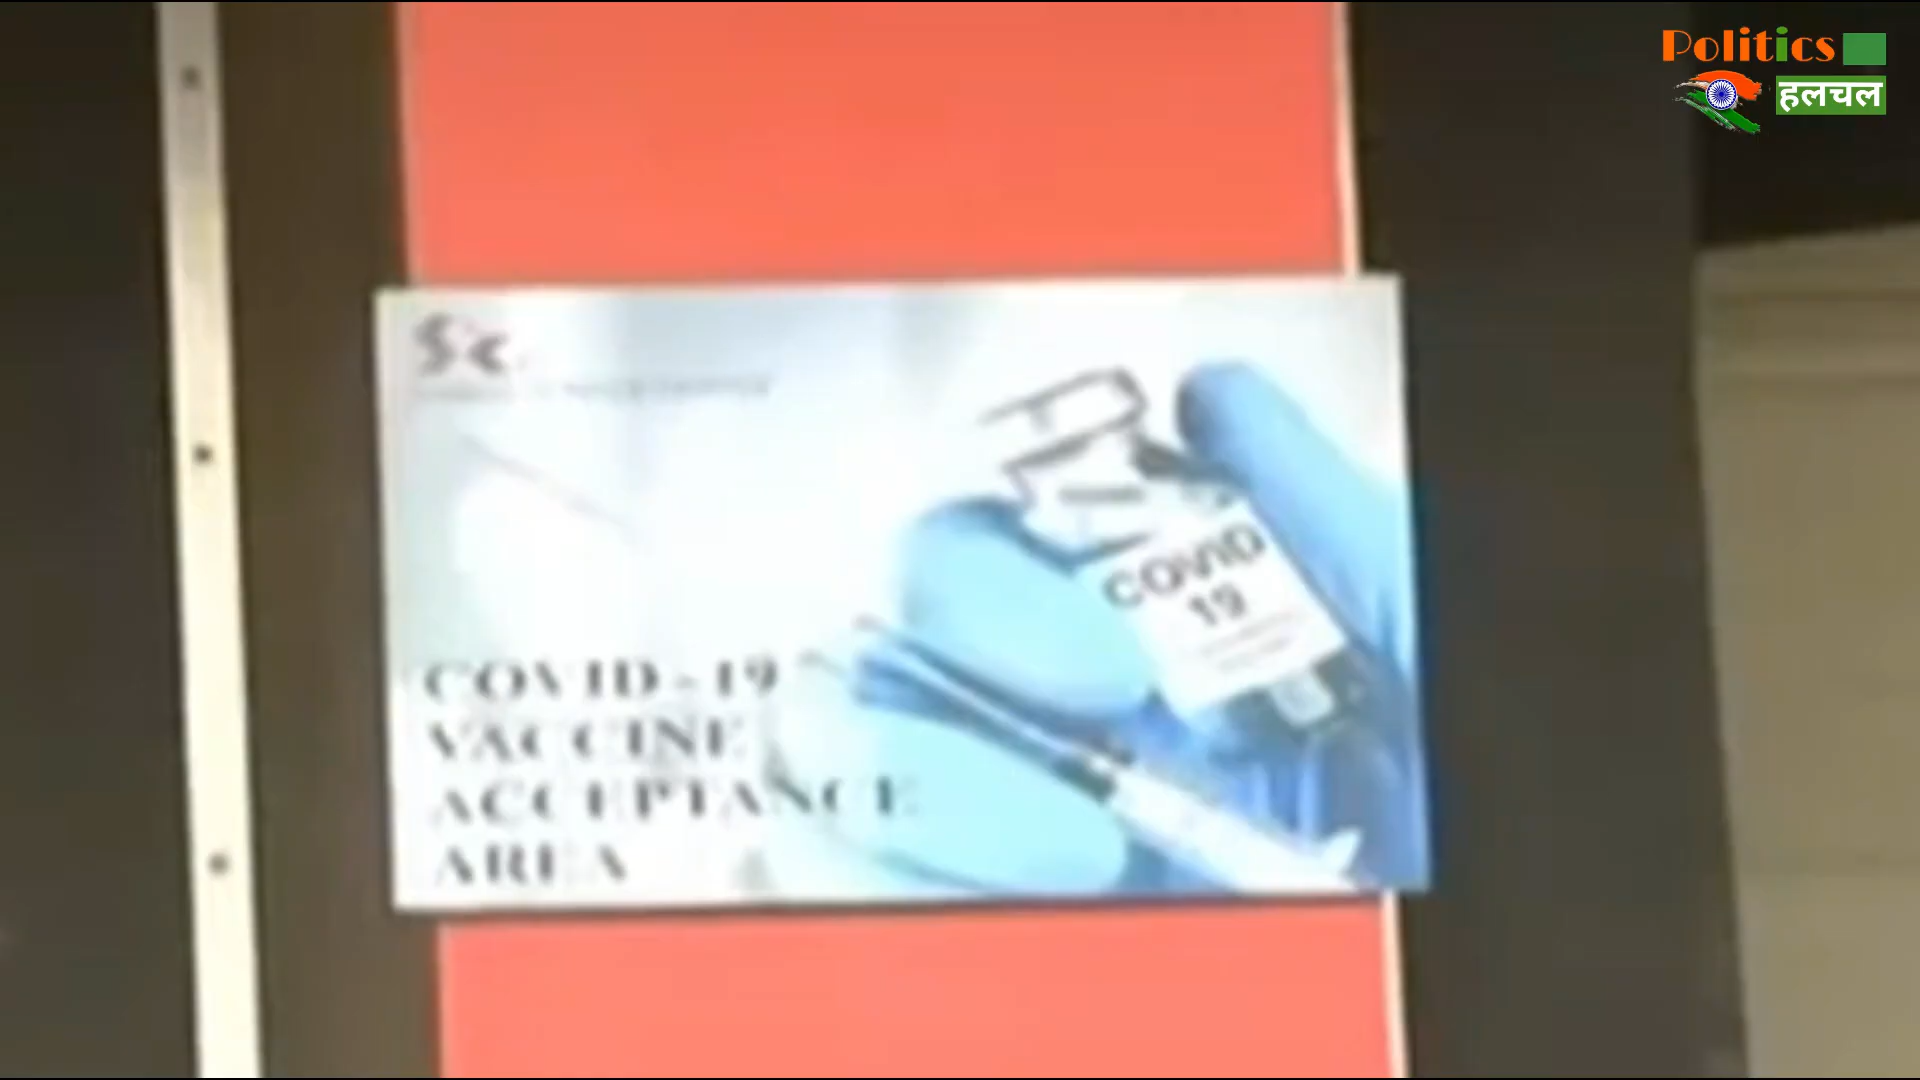 Politics
हलचल
COVID
19
COVID-19
VACCINE
ACCEPTANCE
AREA